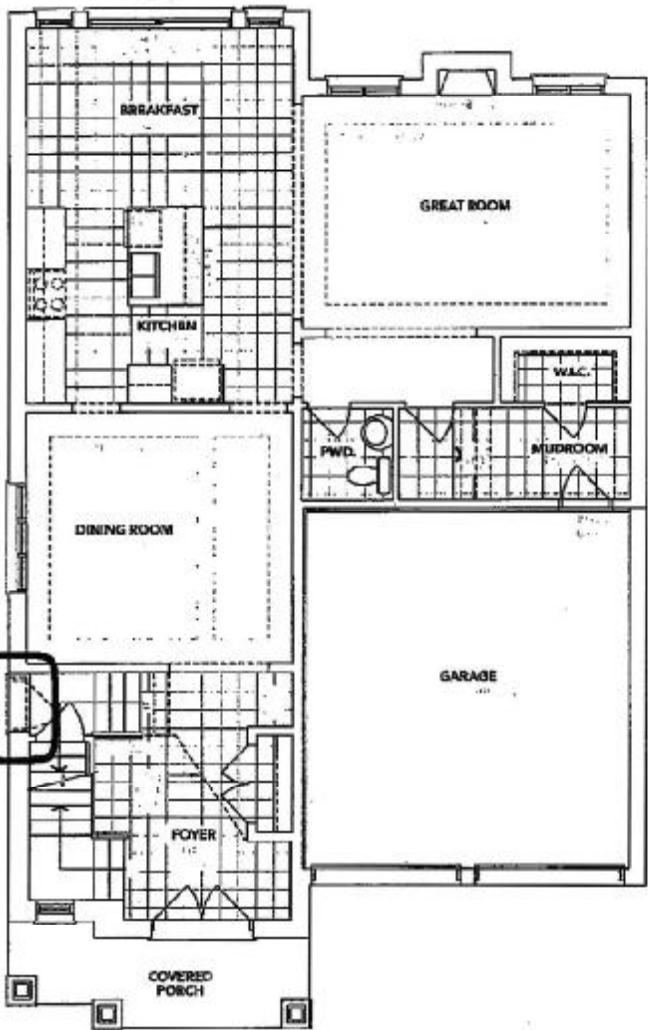 BREAKFAST
GREAT ROOM
KITCHEN
W.I.C.
PWD.
MUDROOM
DINING ROOM
GARAGE
FOYER
COVERED
PORCH